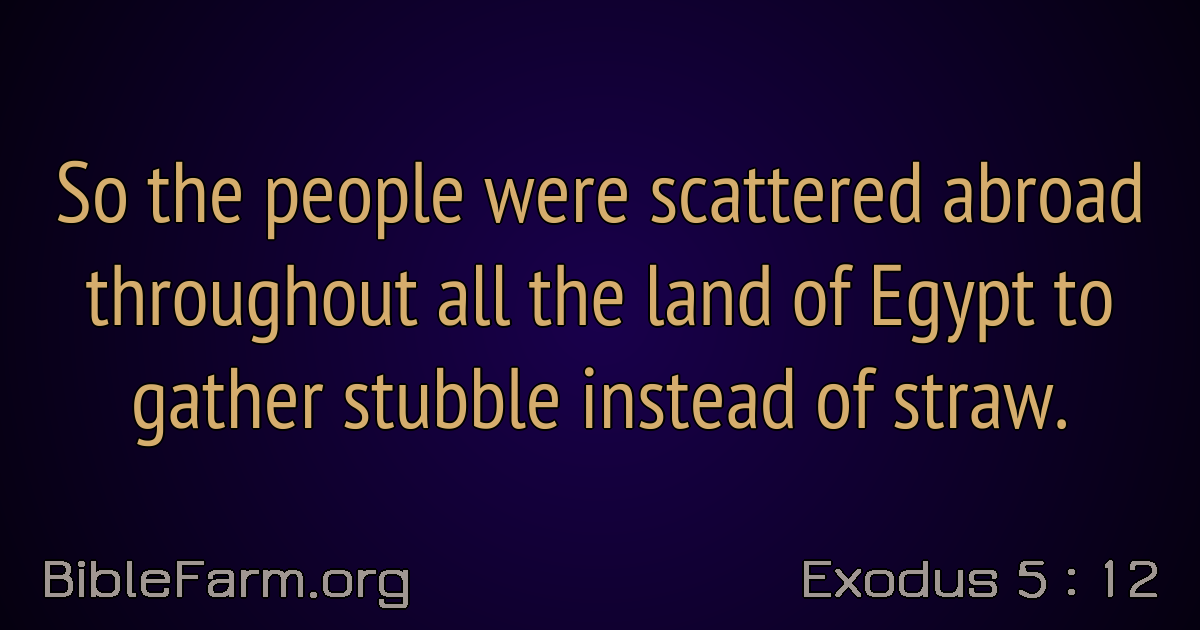 So the people were scattered abroad
throughout all the land of Egypt to
gather stubble instead of straw.
BibleFarm.org
Exodus 5 : 12